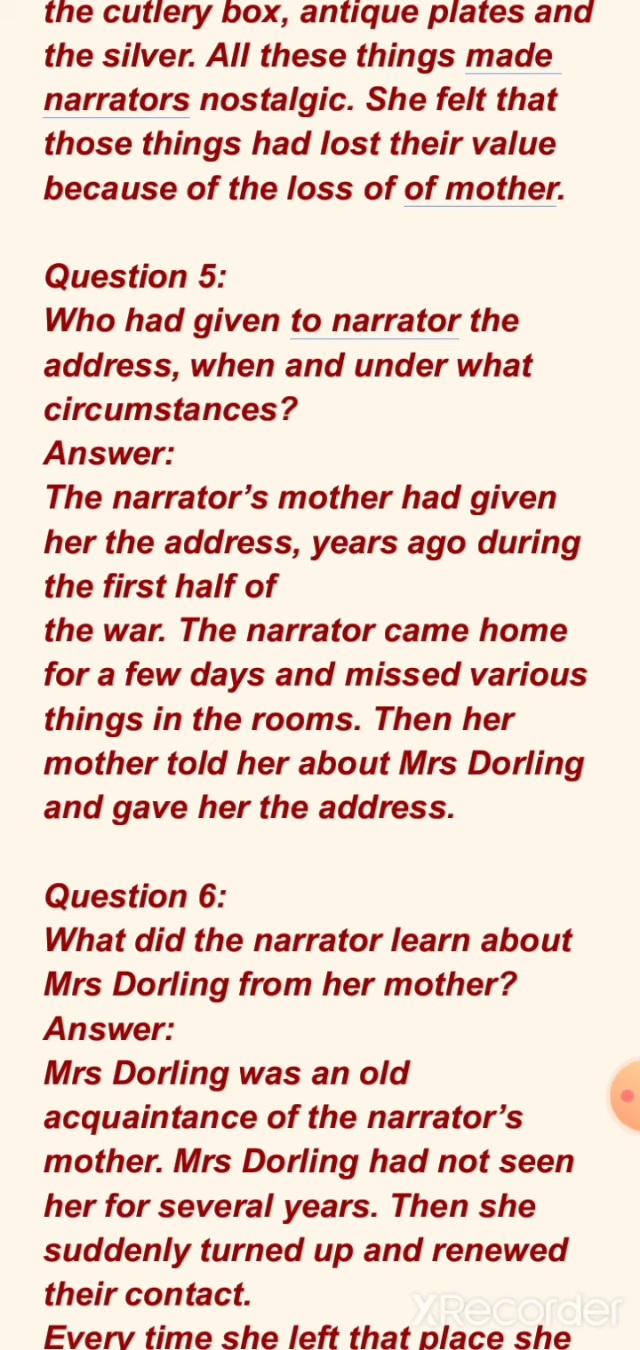 the cutlery box, antique plates and
the silver. All these things made
narrators nostalgic. She felt that
those things had lost their value
because of the loss of of mother.
Question 5:
Who had given to narrator the
address, when and under what
circumstances?
Answer:
The narrator’s mother had given
her the address, years ago during
the first half of
the war. The narrator came home
for a few days and missed various
things in the rooms. Then her
mother told her about Mrs Dorling
and gave her the address.
Question 6:
What did the narrator learn about
Mrs Dorling from her mother?
Answer:
Mrs Dorling was an old
acquaintance of the narrator’s
mother. Mrs Dorling had not seen
her for several years. Then she
suddenly turned up and renewed
their contact.
XRecorder
Every time she left that place she